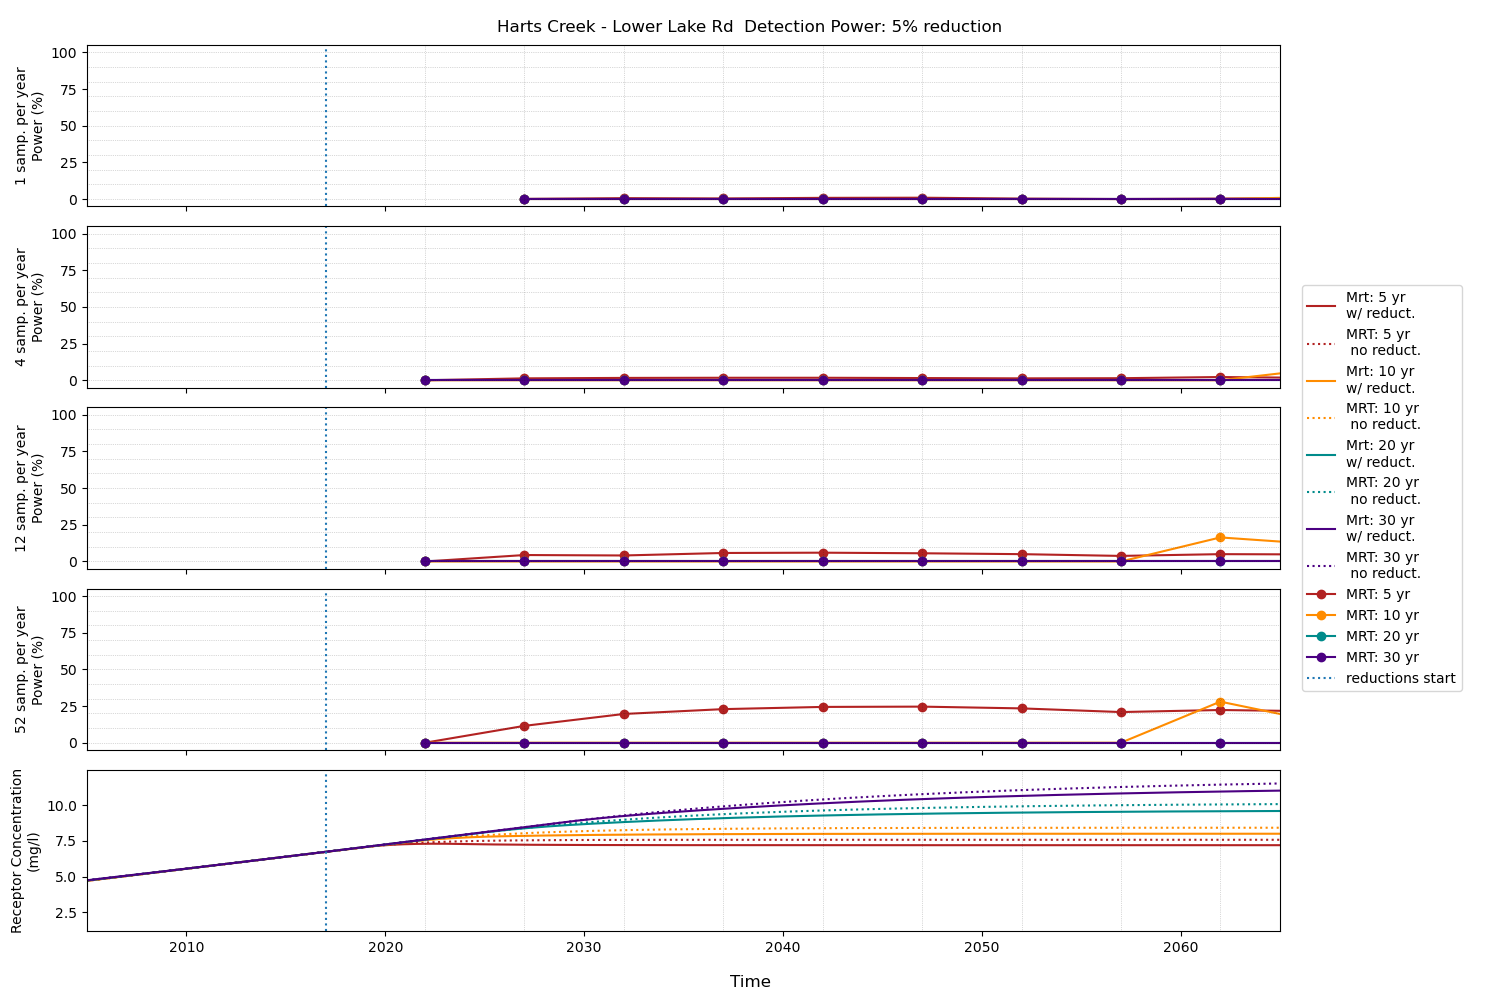 Harts Creek - Lower Lake Rd  Detection Power: 5% reduction
1 samp. per year
Power (%)
100
75
50
25
0
4 samp. per year
Power (%)
100
75
50
25
0
12 samp. per year
Power (%)
100
75
50
25
0
52 samp. per year
Power (%)
100
75
50
25
0
Receptor Concentration
(mg/l)
10.0
7.5
5.0
2.5
2010
2020
2030
2040
2050
2060
Time
Mrt: 5 yr
w/ reduct.
MRT: 5 yr
no reduct.
Mrt: 10 yr
w/ reduct.
MRT: 10 yr
no reduct.
Mrt: 20 yr
w/ reduct.
MRT: 20 yr
no reduct.
Mrt: 30 yr
w/ reduct.
MRT: 30 yr
no reduct.
MRT: 5 yr
MRT: 10 yr
MRT: 20 yr
MRT: 30 yr
reductions start